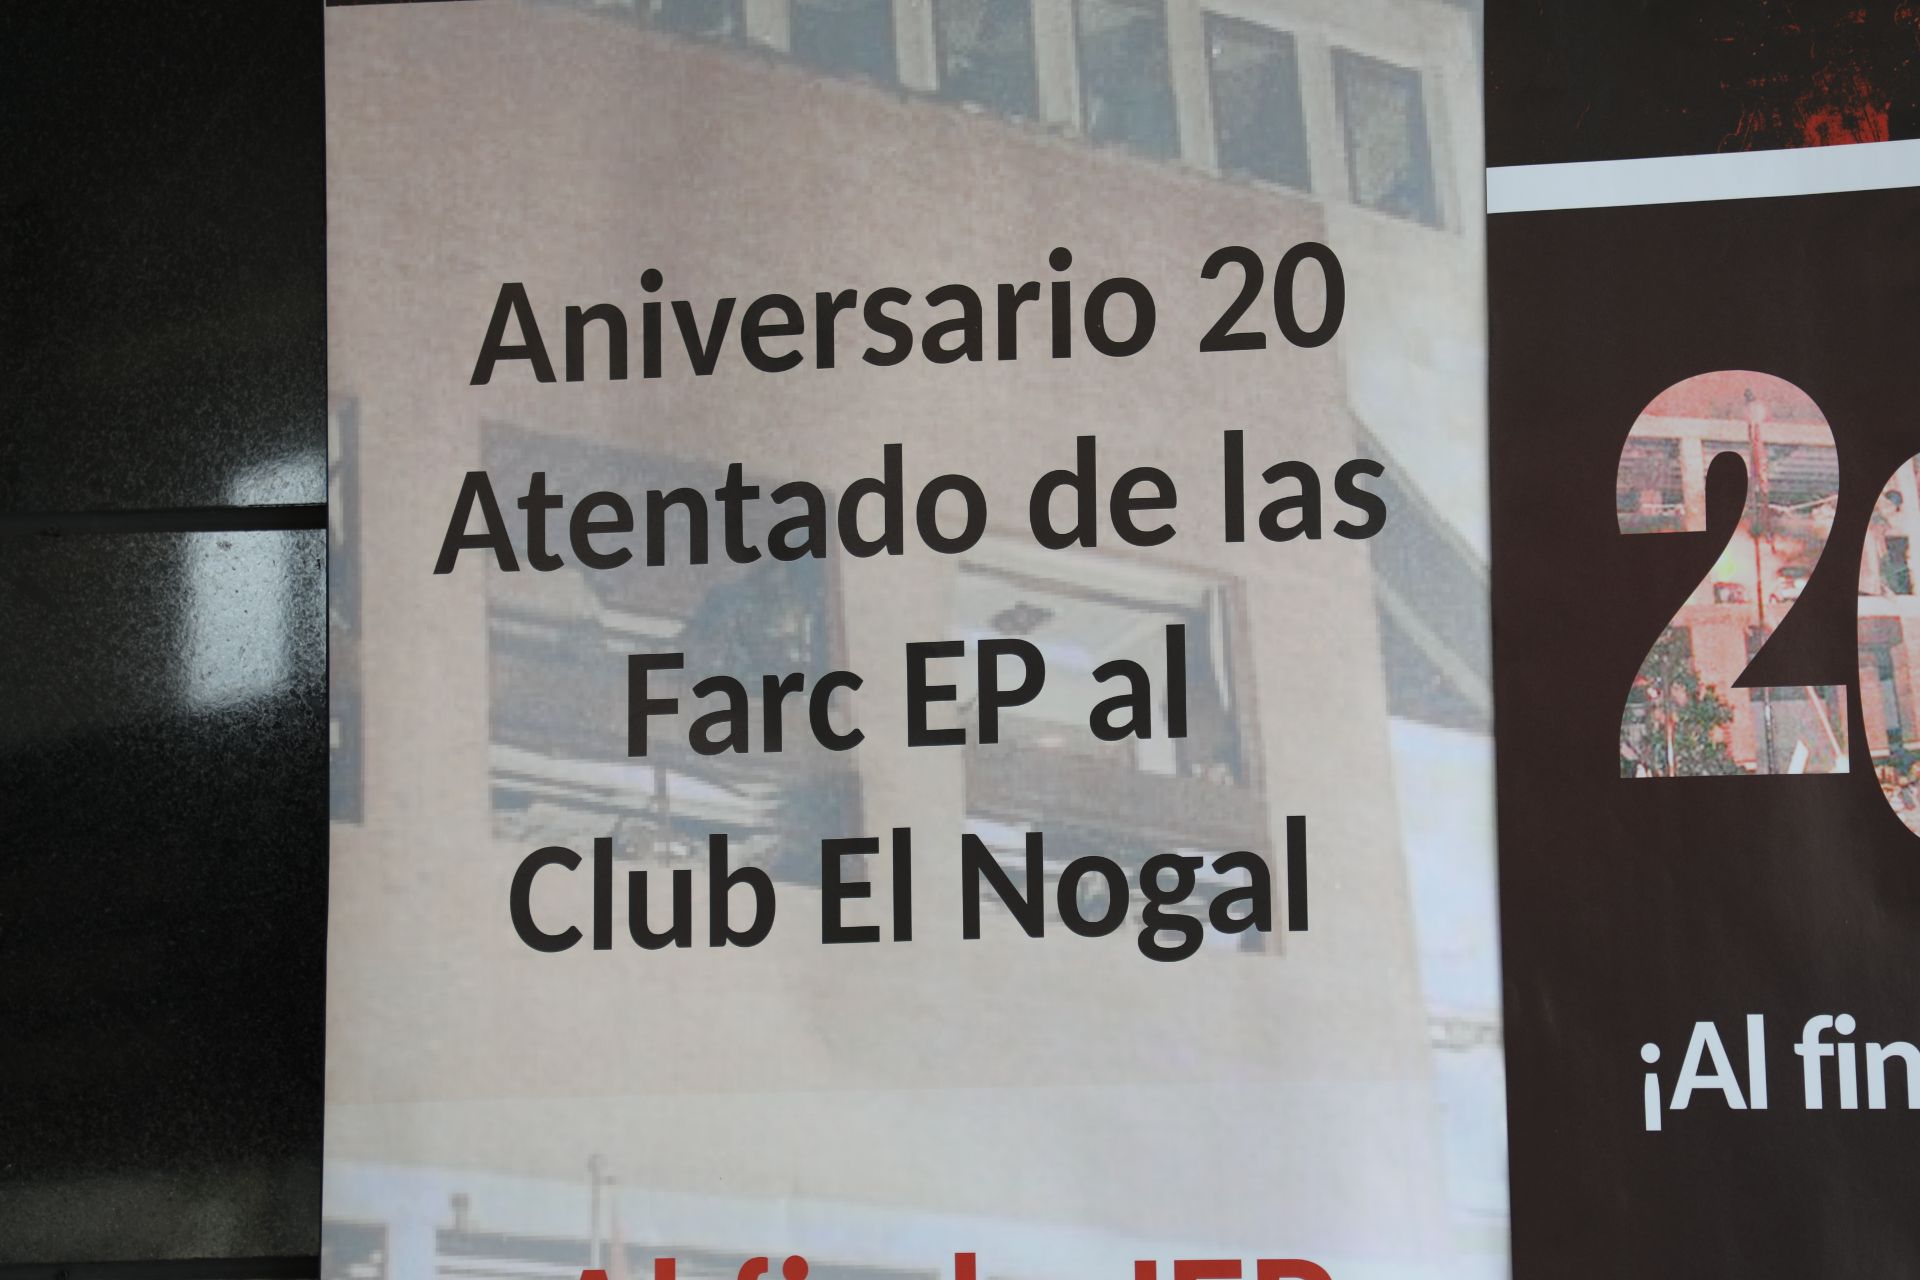 Aniversario 20
Atentado de las
Farc EP al
Club El Nogal
20
¡Al fin